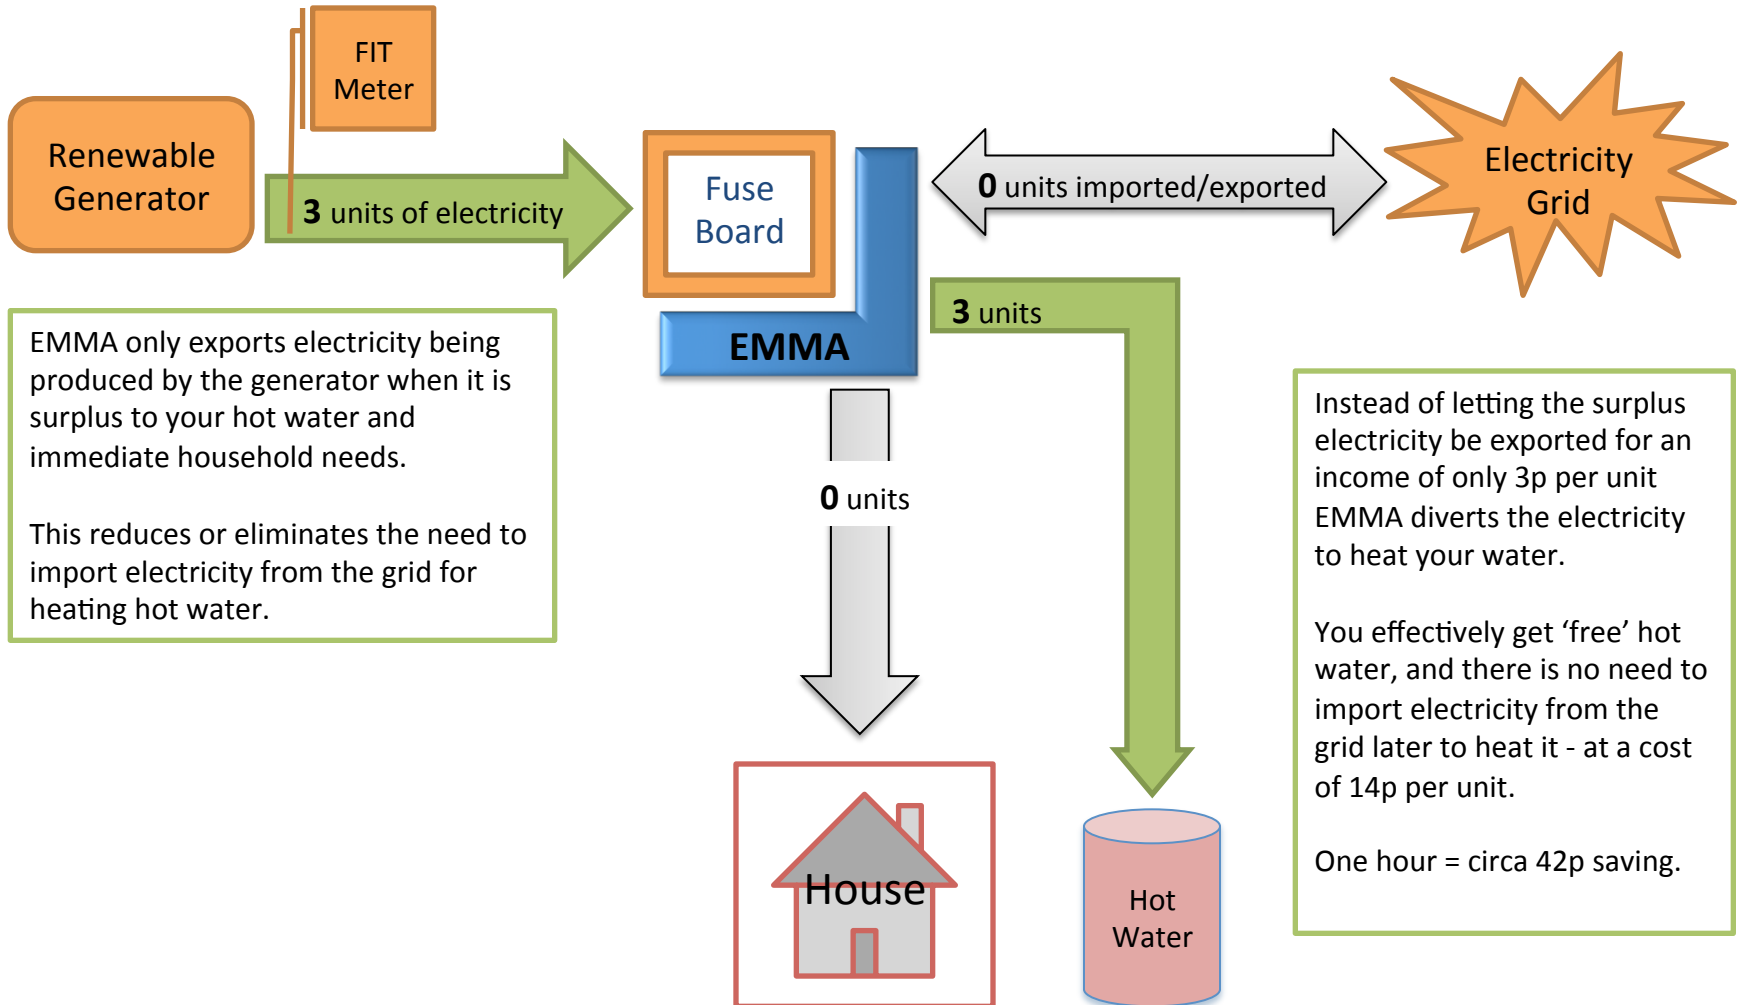 FIT
Meter
Renewable
Generator
3 units of electricity
Fuse
Board
EMMA
0 units imported/exported
Electricity
Grid
3 units
0 units
EMMA only exports electricity being
produced by the generator when it is
surplus to your hot water and
immediate household needs.
This reduces or eliminates the need to
import electricity from the grid for
heating hot water.
Instead of letting the surplus
electricity be exported for an
income of only 3p per unit
EMMA diverts the electricity
to heat your water.
You effectively get ‘free’ hot
water, and there is no need to
import electricity from the
grid later to heat it - at a cost
of 14p per unit.
One hour = circa 42p saving.
House
Hot
Water